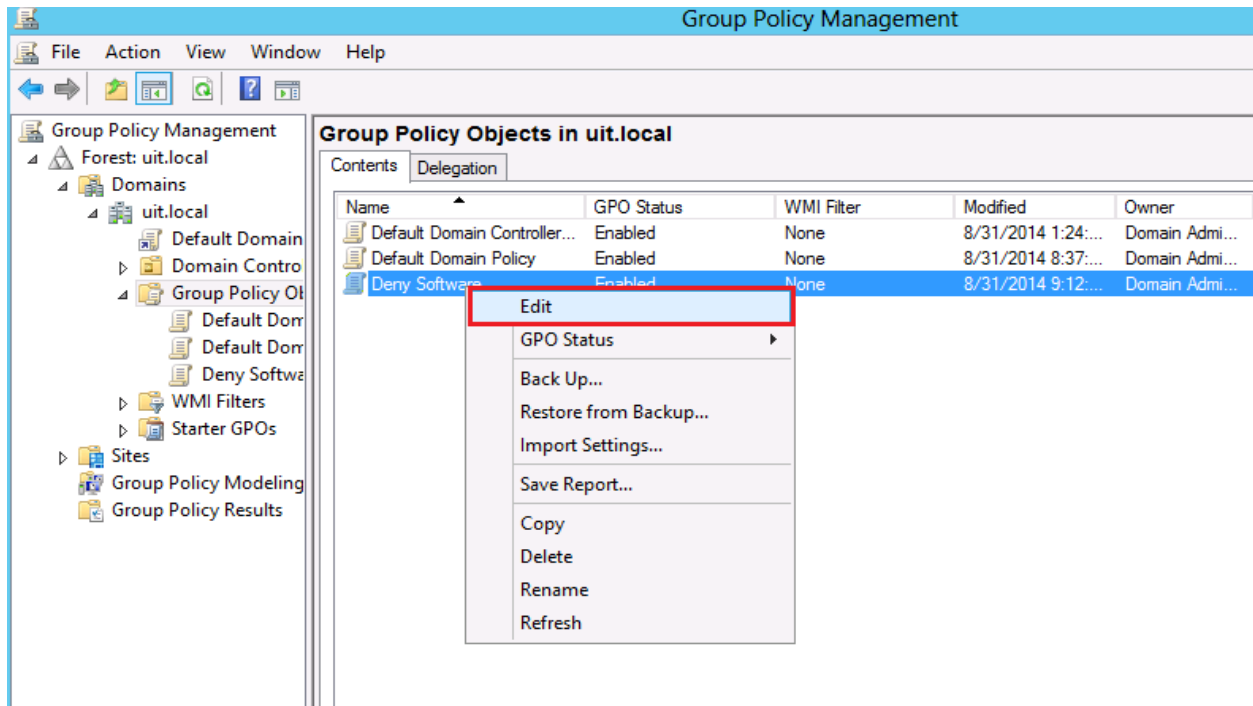 Group Policy Management
File Action View Window Help
Group Policy Management
Forest: uit.local
Domains
uit.local
Default Domain
Domain Contro
Group Policy Ob
Default Dom
Default Dom
Deny Softwa
WMI Filters
Starter GPOs
Sites
Group Policy Modeling
Group Policy Results
Group Policy Objects in uit.local
Contents Delegation
Name GPO Status WMI Filter Modified Owner
Default Domain Controller... Enabled None 8/31/2014 1:24:... Domain Admi...
Default Domain Policy Enabled None 8/31/2014 8:37:... Domain Admi...
Deny Software Enabled None 8/31/2014 9:12:... Domain Admi...
Edit
GPO Status
Back Up...
Restore from Backup...
Import Settings...
Save Report...
Copy
Delete
Rename
Refresh